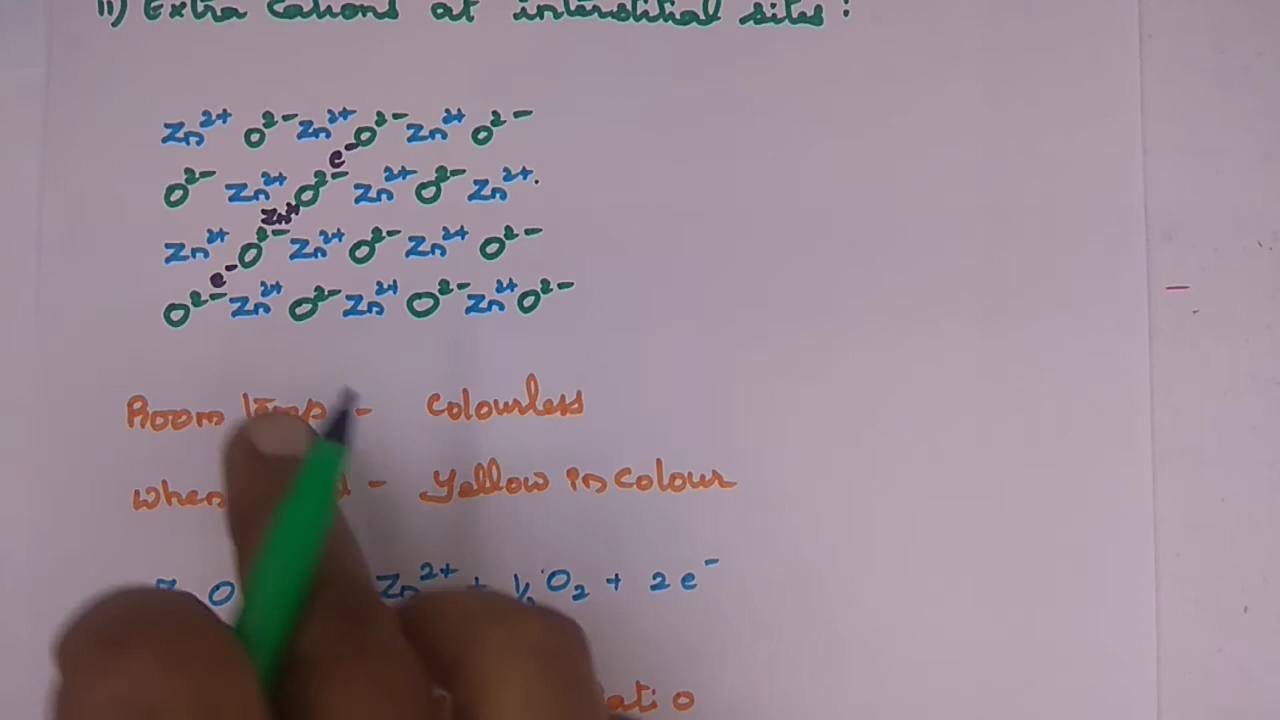 ii) Extra cations at interstitial sites:
Zn²⁺ O²⁻ Zn²⁺ O²⁻ Zn²⁺ O²⁻
e⁻
O²⁻ Zn²⁺ O²⁻ Zn²⁺ O²⁻ Zn²⁺.
Zn²⁺
Zn²⁺ O²⁻ Zn²⁺ O²⁻ Zn²⁺ O²⁻
e⁻
O²⁻ Zn²⁺ O²⁻ Zn²⁺ O²⁻ Zn²⁺ O²⁻
Room temp - Colourless
When - Yellow in colour
O Zn²⁺ + ½ O₂ + 2e⁻